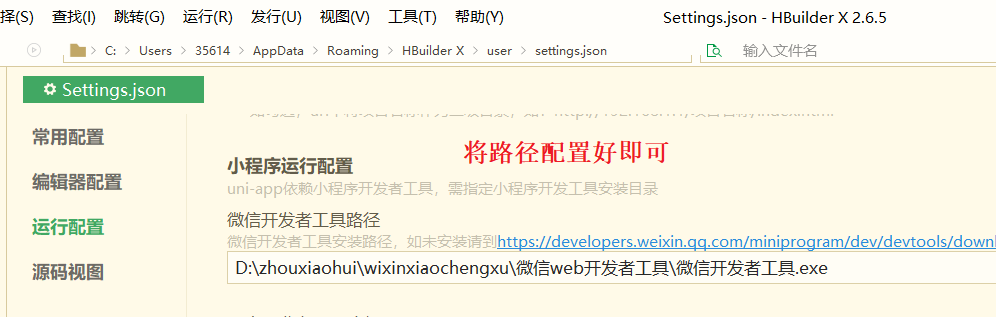 择(S) 查找(I) 跳转(G) 运行(R) 发行(U) 视图(V) 工具(T) 帮助(Y) Settings.json - HBuilder X 2.6.5
C: > Users > 35614 > AppData > Roaming > HBuilder X > user > settings.json 输入文件名
Settings.json
常用配置
编辑器配置
运行配置
源码视图
将路径配置好即可
小程序运行配置
uni-app依赖小程序开发者工具，需指定小程序开发工具安装目录
微信开发者工具路径
微信开发者工具安装路径，如未安装请到https://developers.weixin.qq.com/miniprogram/dev/devtools/downl
D:\zhouxiaohui\wixinxiaochengxu\微信web开发者工具\微信开发者工具.exe